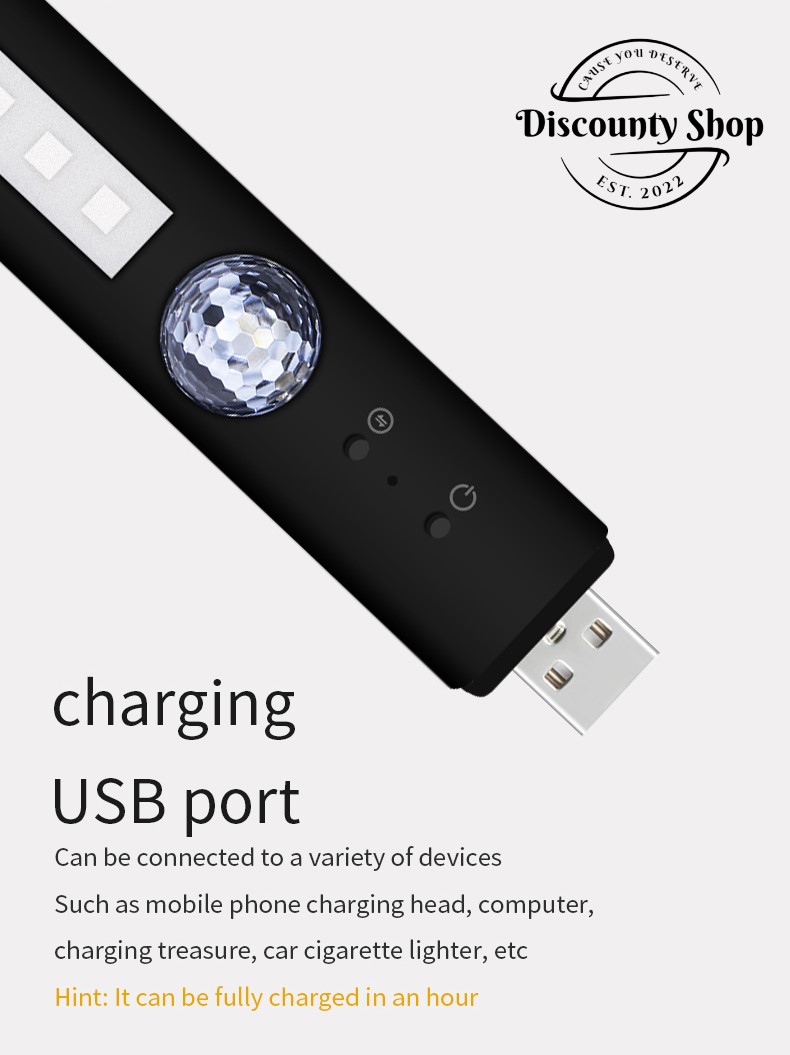 CAUSE YOU DESERVE
Discounty Shop
EST. 2022
charging
USB port
Can be connected to a variety of devices
Such as mobile phone charging head, computer,
charging treasure, car cigarette lighter, etc
Hint: It can be fully charged in an hour